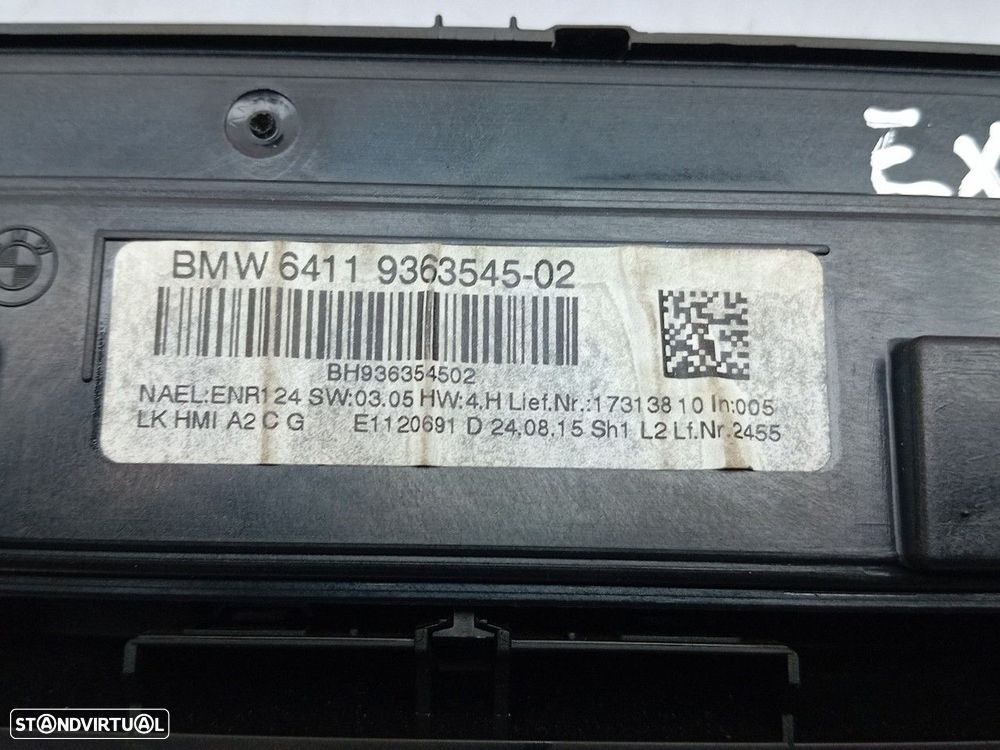 EX
BMW 6411 9363545-02
BH936354502
NAEL:ENR124 SW:03.05 HW:4.H Lief.Nr.:17313810 In:005
LK HMI A2 C G E1120691 D 24.08.15 Sh1 L2 Lf.Nr.2455
STANDVIRTUAL